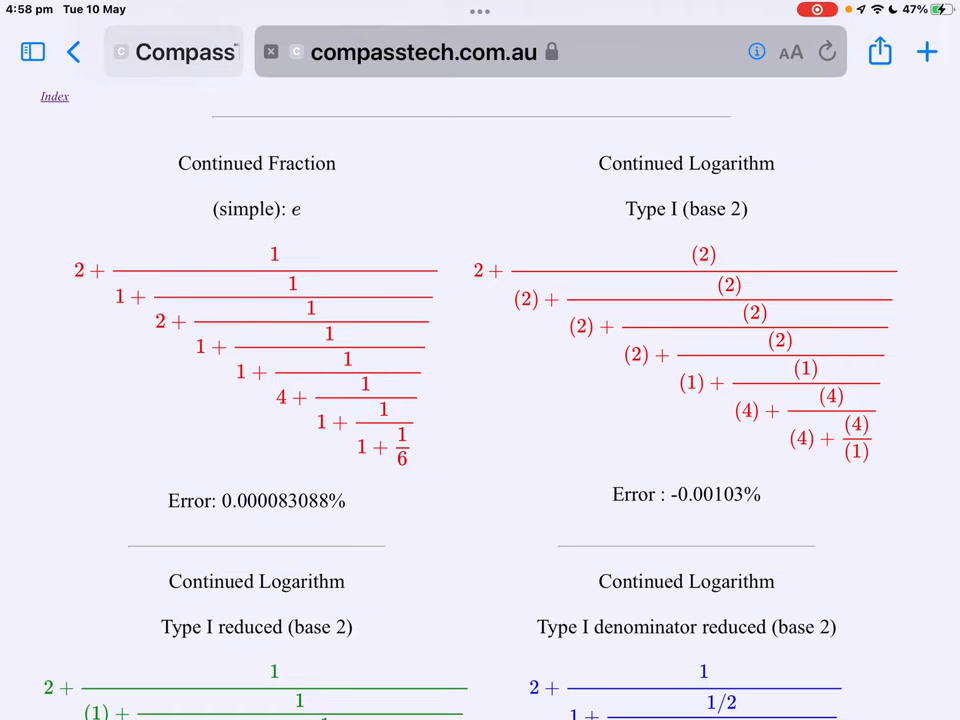 4:58 pm Tue 10 May
47%
Compass
compasstech.com.au
AA
Index
Continued Fraction
(simple): e
2 +
1
1 +
1
2 +
1
1 +
1
1 +
1
4 +
1
1 +
1
1 +
1
6
Error: 0.000083088%
Continued Logarithm
Type I (base 2)
2 +
(2)
(2) +
(2)
(2) +
(2)
(2) +
(2)
(1) +
(1)
(4) +
(4)
(4) +
(4)
(1)
Error : -0.00103%
Continued Logarithm
Type I reduced (base 2)
2 +
1
(1) +
1
Continued Logarithm
Type I denominator reduced (base 2)
2 +
1
1 +
1/2